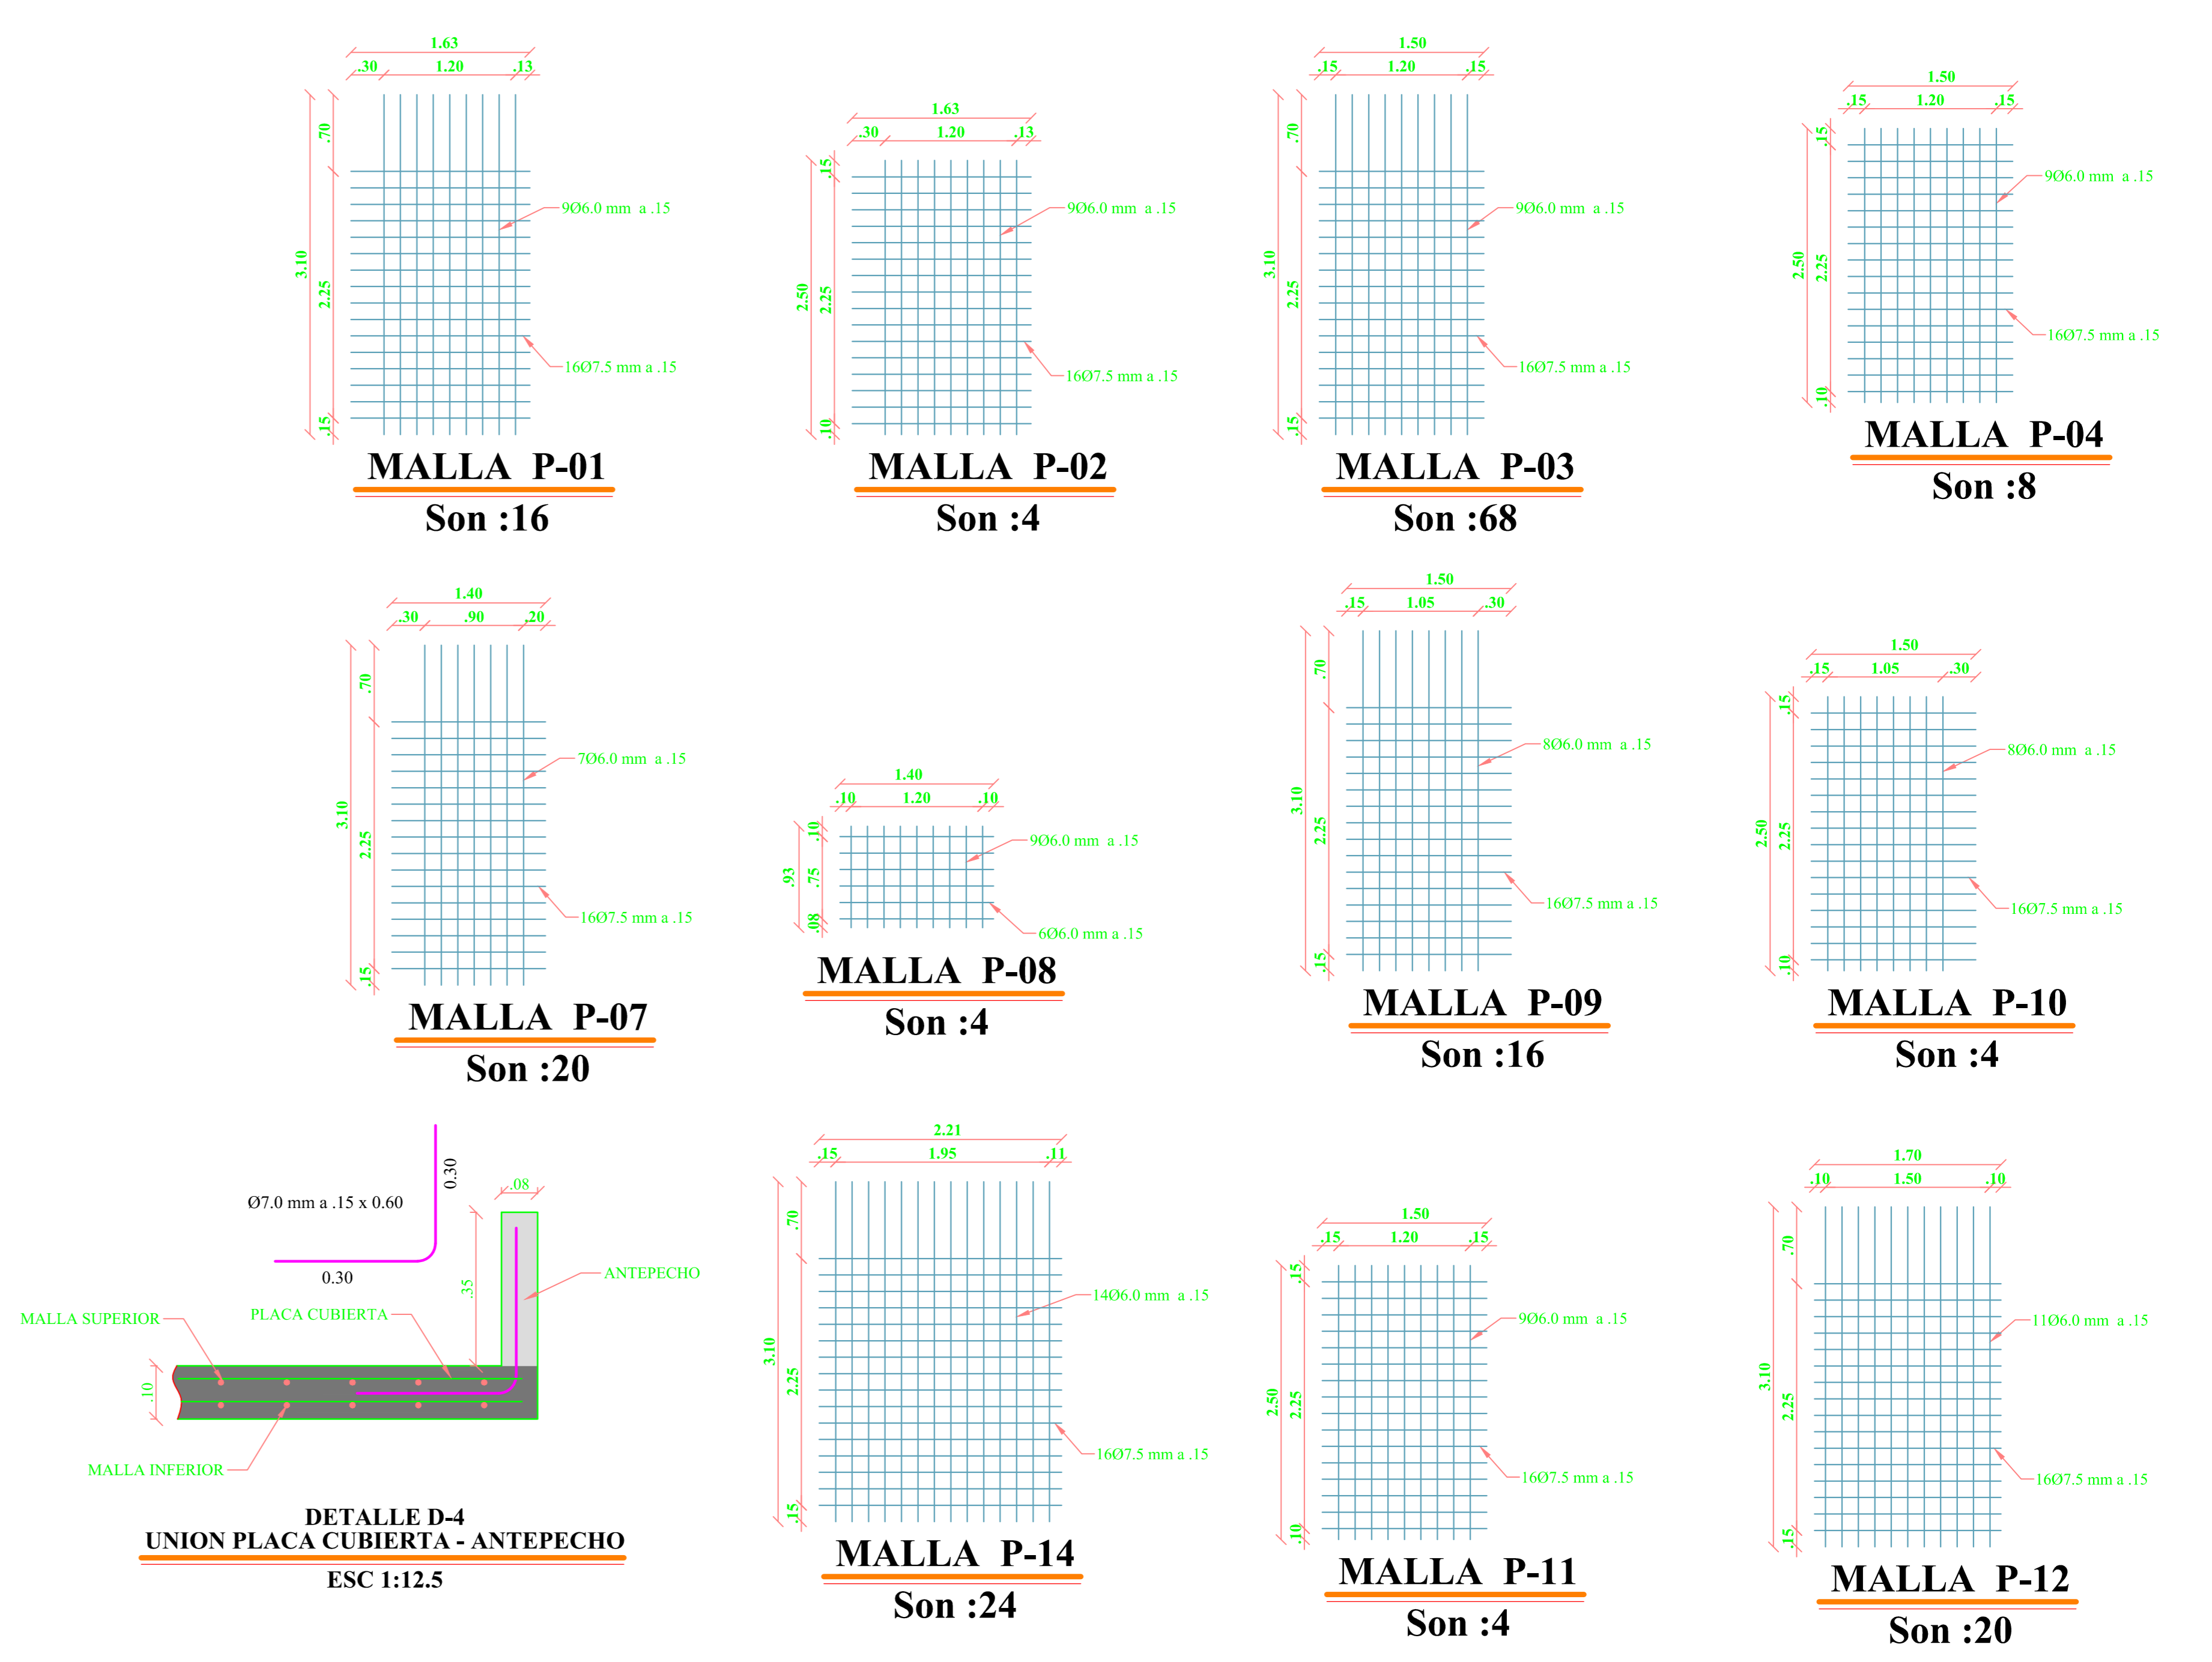 1.63
.30 1.20 .13
.70
3.10
2.25
.15
9Ø6.0 mm a .15
16Ø7.5 mm a .15
MALLA P-01
Son :16
1.63
.30 1.20 .13
.15
2.50
2.25
.10
9Ø6.0 mm a .15
16Ø7.5 mm a .15
MALLA P-02
Son :4
1.50
.15 1.20 .15
.70
3.10
2.25
.15
9Ø6.0 mm a .15
16Ø7.5 mm a .15
MALLA P-03
Son :68
1.50
.15 1.20 .15
.15
2.50
2.25
.10
9Ø6.0 mm a .15
16Ø7.5 mm a .15
MALLA P-04
Son :8
1.40
.30 .90 .20
.70
3.10
2.25
.15
7Ø6.0 mm a .15
16Ø7.5 mm a .15
MALLA P-07
Son :20
1.40
.10 1.20 .10
.10
.93
.75
.08
9Ø6.0 mm a .15
6Ø6.0 mm a .15
MALLA P-08
Son :4
1.50
.15 1.05 .30
.70
3.10
2.25
.15
8Ø6.0 mm a .15
16Ø7.5 mm a .15
MALLA P-09
Son :16
1.50
.15 1.05 .30
.15
2.50
2.25
.10
8Ø6.0 mm a .15
16Ø7.5 mm a .15
MALLA P-10
Son :4
0.30
Ø7.0 mm a .15 x 0.60
0.30
.08
.35
ANTEPECHO
MALLA SUPERIOR
PLACA CUBIERTA
.10
MALLA INFERIOR
DETALLE D-4
UNION PLACA CUBIERTA - ANTEPECHO
ESC 1:12.5
2.21
.15 1.95 .11
.70
3.10
2.25
.15
14Ø6.0 mm a .15
16Ø7.5 mm a .15
MALLA P-14
Son :24
1.50
.15 1.20 .15
.15
2.50
2.25
.10
9Ø6.0 mm a .15
16Ø7.5 mm a .15
MALLA P-11
Son :4
1.70
.10 1.50 .10
.70
3.10
2.25
.15
11Ø6.0 mm a .15
16Ø7.5 mm a .15
MALLA P-12
Son :20